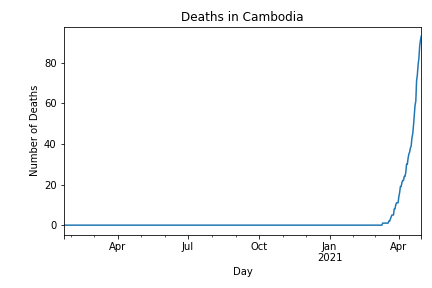 Deaths in Cambodia
Number of Deaths
80
60
40
20
0
Apr
Jul
Oct
Jan
2021
Apr
Day